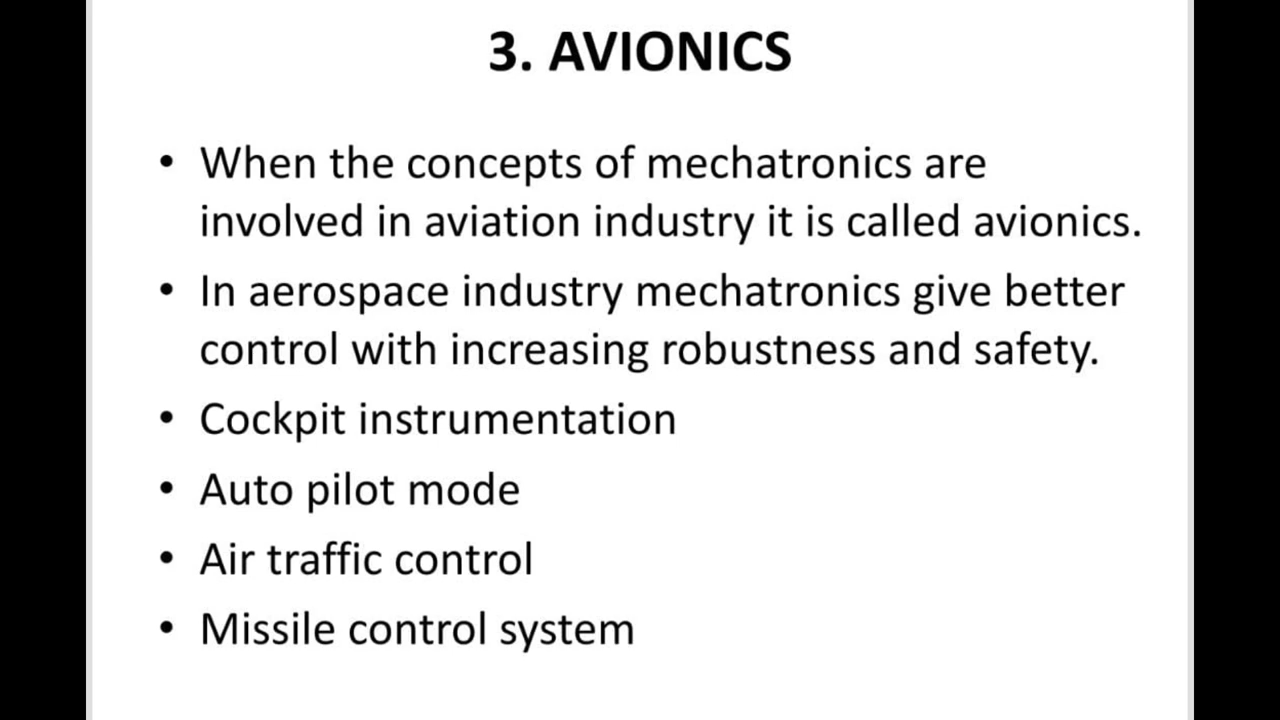 3. AVIONICS
• When the concepts of mechatronics are
involved in aviation industry it is called avionics.
• In aerospace industry mechatronics give better
control with increasing robustness and safety.
• Cockpit instrumentation
• Auto pilot mode
• Air traffic control
• Missile control system